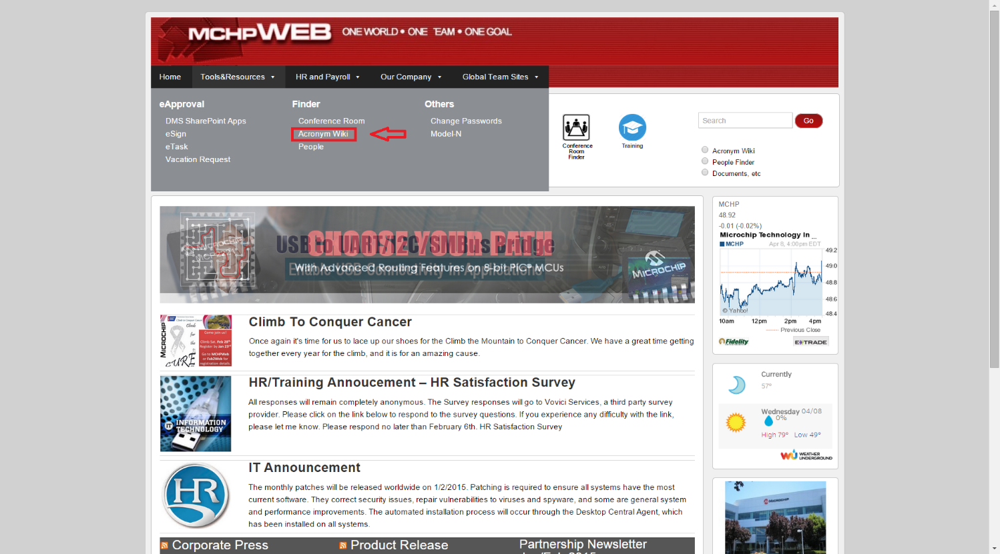 MCHPWEB ONE WORLD • ONE TEAM • ONE GOAL
Home Tools&Resources HR and Payroll Our Company Global Team Sites
eApproval
DMS SharePoint Apps
eSign
eTask
Vacation Request
Finder
Conference Room
Acronym Wiki
People
Others
Change Passwords
Model-N
Conference
Room
Finder
Training
Search Go
Acronym Wiki
People Finder
Documents, etc
USB to UART/I2C/SMBus Bridge
CHOOSE YOUR PATH
Enable USB Connectivity in Applications
With Advanced Routing Features on 8-bit PIC® MCUs
MICROCHIP
MCHP
48.92
-0.01 (-0.02%)
Microchip Technology In ...
MCHP Apr 8, 4:00pm EDT
49.2
49.0
48.8
48.6
48.4
© Yahoo!
10am 12pm 2pm 4pm
Previous Close
Fidelity E*TRADE
MICROCHIP
Climb
for
the
CURE
Come join us!
Climb Sat. Feb 28th
Register by Jan 23rd
Go to MCHPWeb
or Feb2Web for
registration details
Climb To Conquer Cancer
Once again it's time for us to lace up our shoes for the Climb the Mountain to Conquer Cancer. We have a great time getting
together every year for the climb, and it is for an amazing cause.
IT INFORMATION
TECHNOLOGY
HR/Training Annoucement – HR Satisfaction Survey
All responses will remain completely anonymous. The Survey responses will go to Vovici Services, a third party survey
provider. Please click on the link below to respond to the survey questions. If you experience any difficulty with the link,
please let me know. Please respond no later than February 6th. HR Satisfaction Survey
HR
IT Announcement
The monthly patches will be released worldwide on 1/2/2015. Patching is required to ensure all systems have the most
current software. They correct security issues, repair vulnerabilities to viruses and spyware, and some are general system
and performance improvements. The automated installation process will occur through the Desktop Central Agent, which
has been installed on all systems.
Currently
57°
Wednesday 04/08
0%
High 79° Low 49°
WU WEATHER
UNDERGROUND
MICROCHIP
Corporate Press Product Release Partnership Newsletter